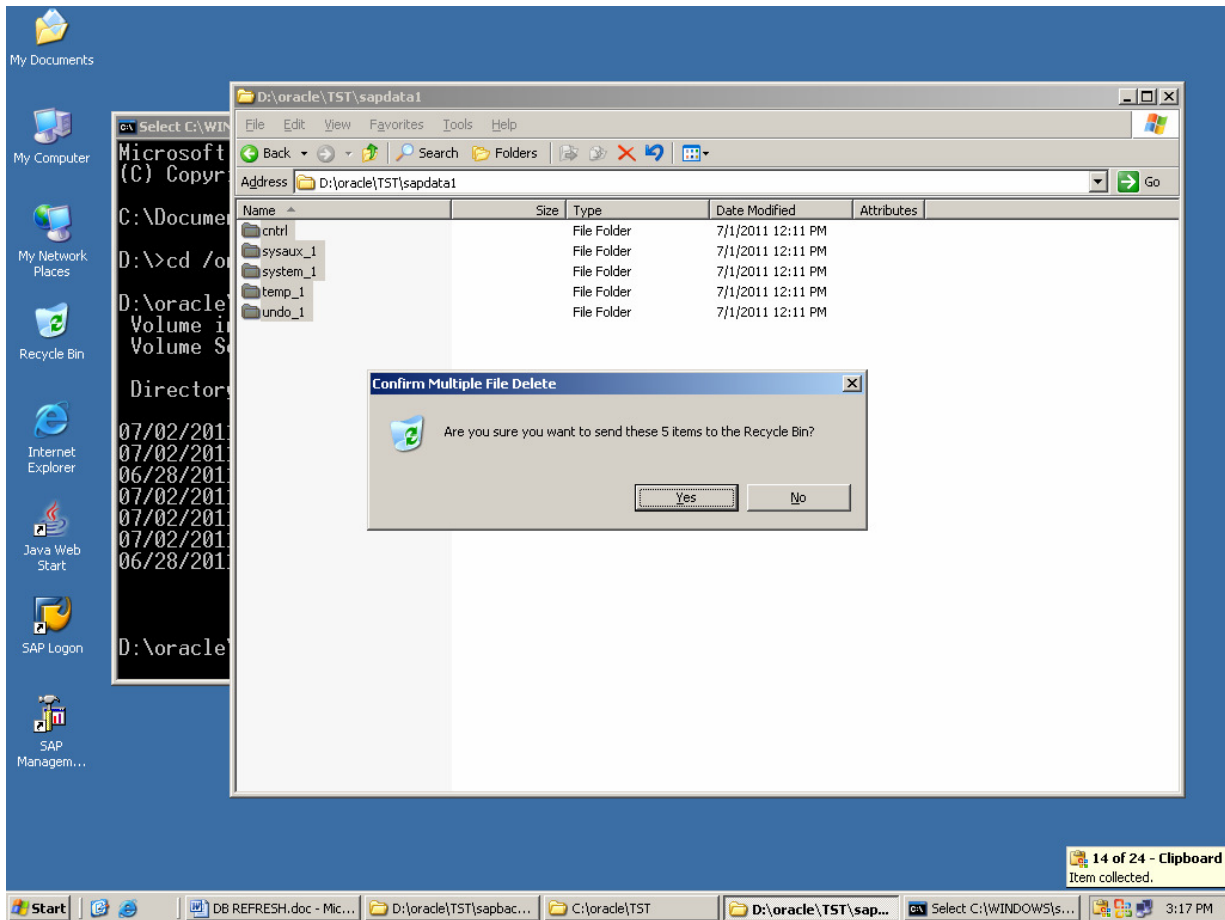 My Documents
My Computer
My Network
Places
Recycle Bin
Internet
Explorer
Java Web
Start
SAP Logon
SAP
Managem...
Select C:\WIN
Microsoft
(C) Copyr
C:\Docume
D:\>cd /o
D:\oracle
Volume i
Volume S
Director
07/02/201
07/02/201
06/28/201
07/02/201
07/02/201
07/02/201
06/28/201
D:\oracle
D:\oracle\TST\sapdata1
File Edit View Favorites Tools Help
Back Search Folders
Address D:\oracle\TST\sapdata1 Go
Name Size Type Date Modified Attributes
cntrl File Folder 7/1/2011 12:11 PM
sysaux_1 File Folder 7/1/2011 12:11 PM
system_1 File Folder 7/1/2011 12:11 PM
temp_1 File Folder 7/1/2011 12:11 PM
undo_1 File Folder 7/1/2011 12:11 PM
Confirm Multiple File Delete
Are you sure you want to send these 5 items to the Recycle Bin?
Yes No
14 of 24 - Clipboard
Item collected.
Start DB REFRESH.doc - Mic... D:\oracle\TST\sapbac... C:\oracle\TST D:\oracle\TST\sap... Select C:\WINDOWS\s... 3:17 PM